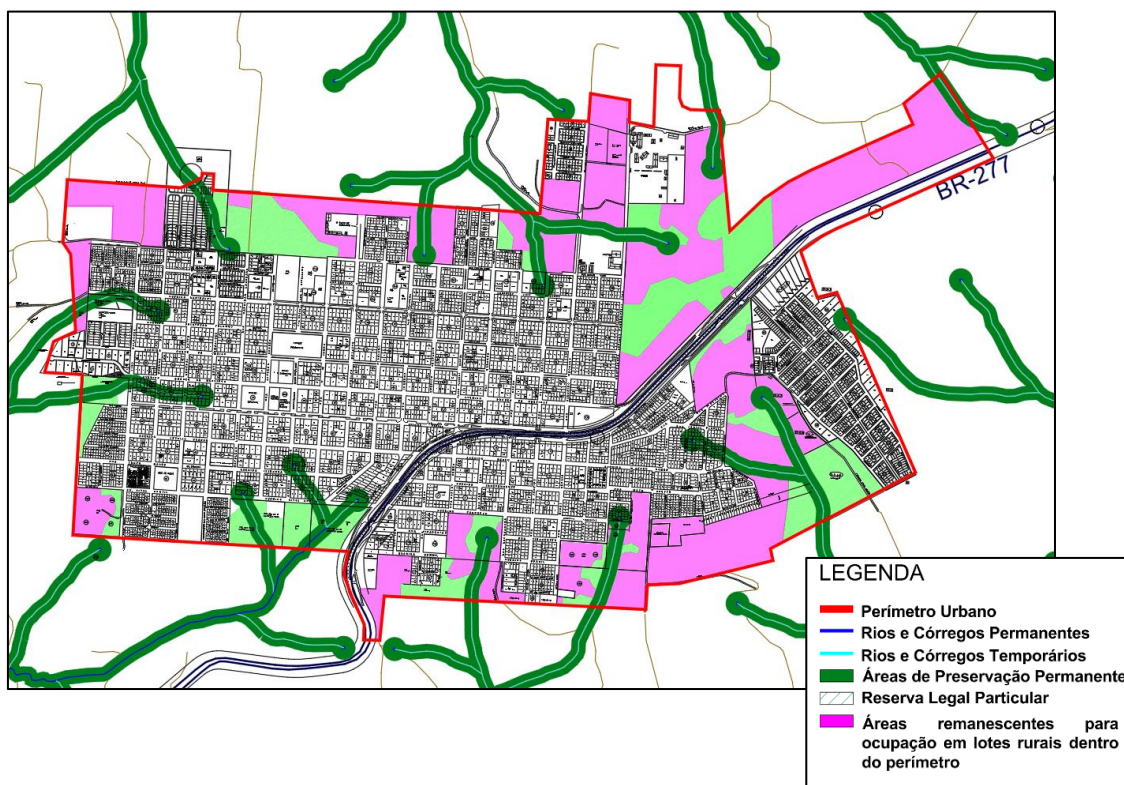 BR-277
LEGENDA
Perímetro Urbano
Rios e Córregos Permanentes
Rios e Córregos Temporários
Áreas de Preservação Permanente
Reserva Legal Particular
Áreas remanescentes para
ocupação em lotes rurais dentro
do perímetro